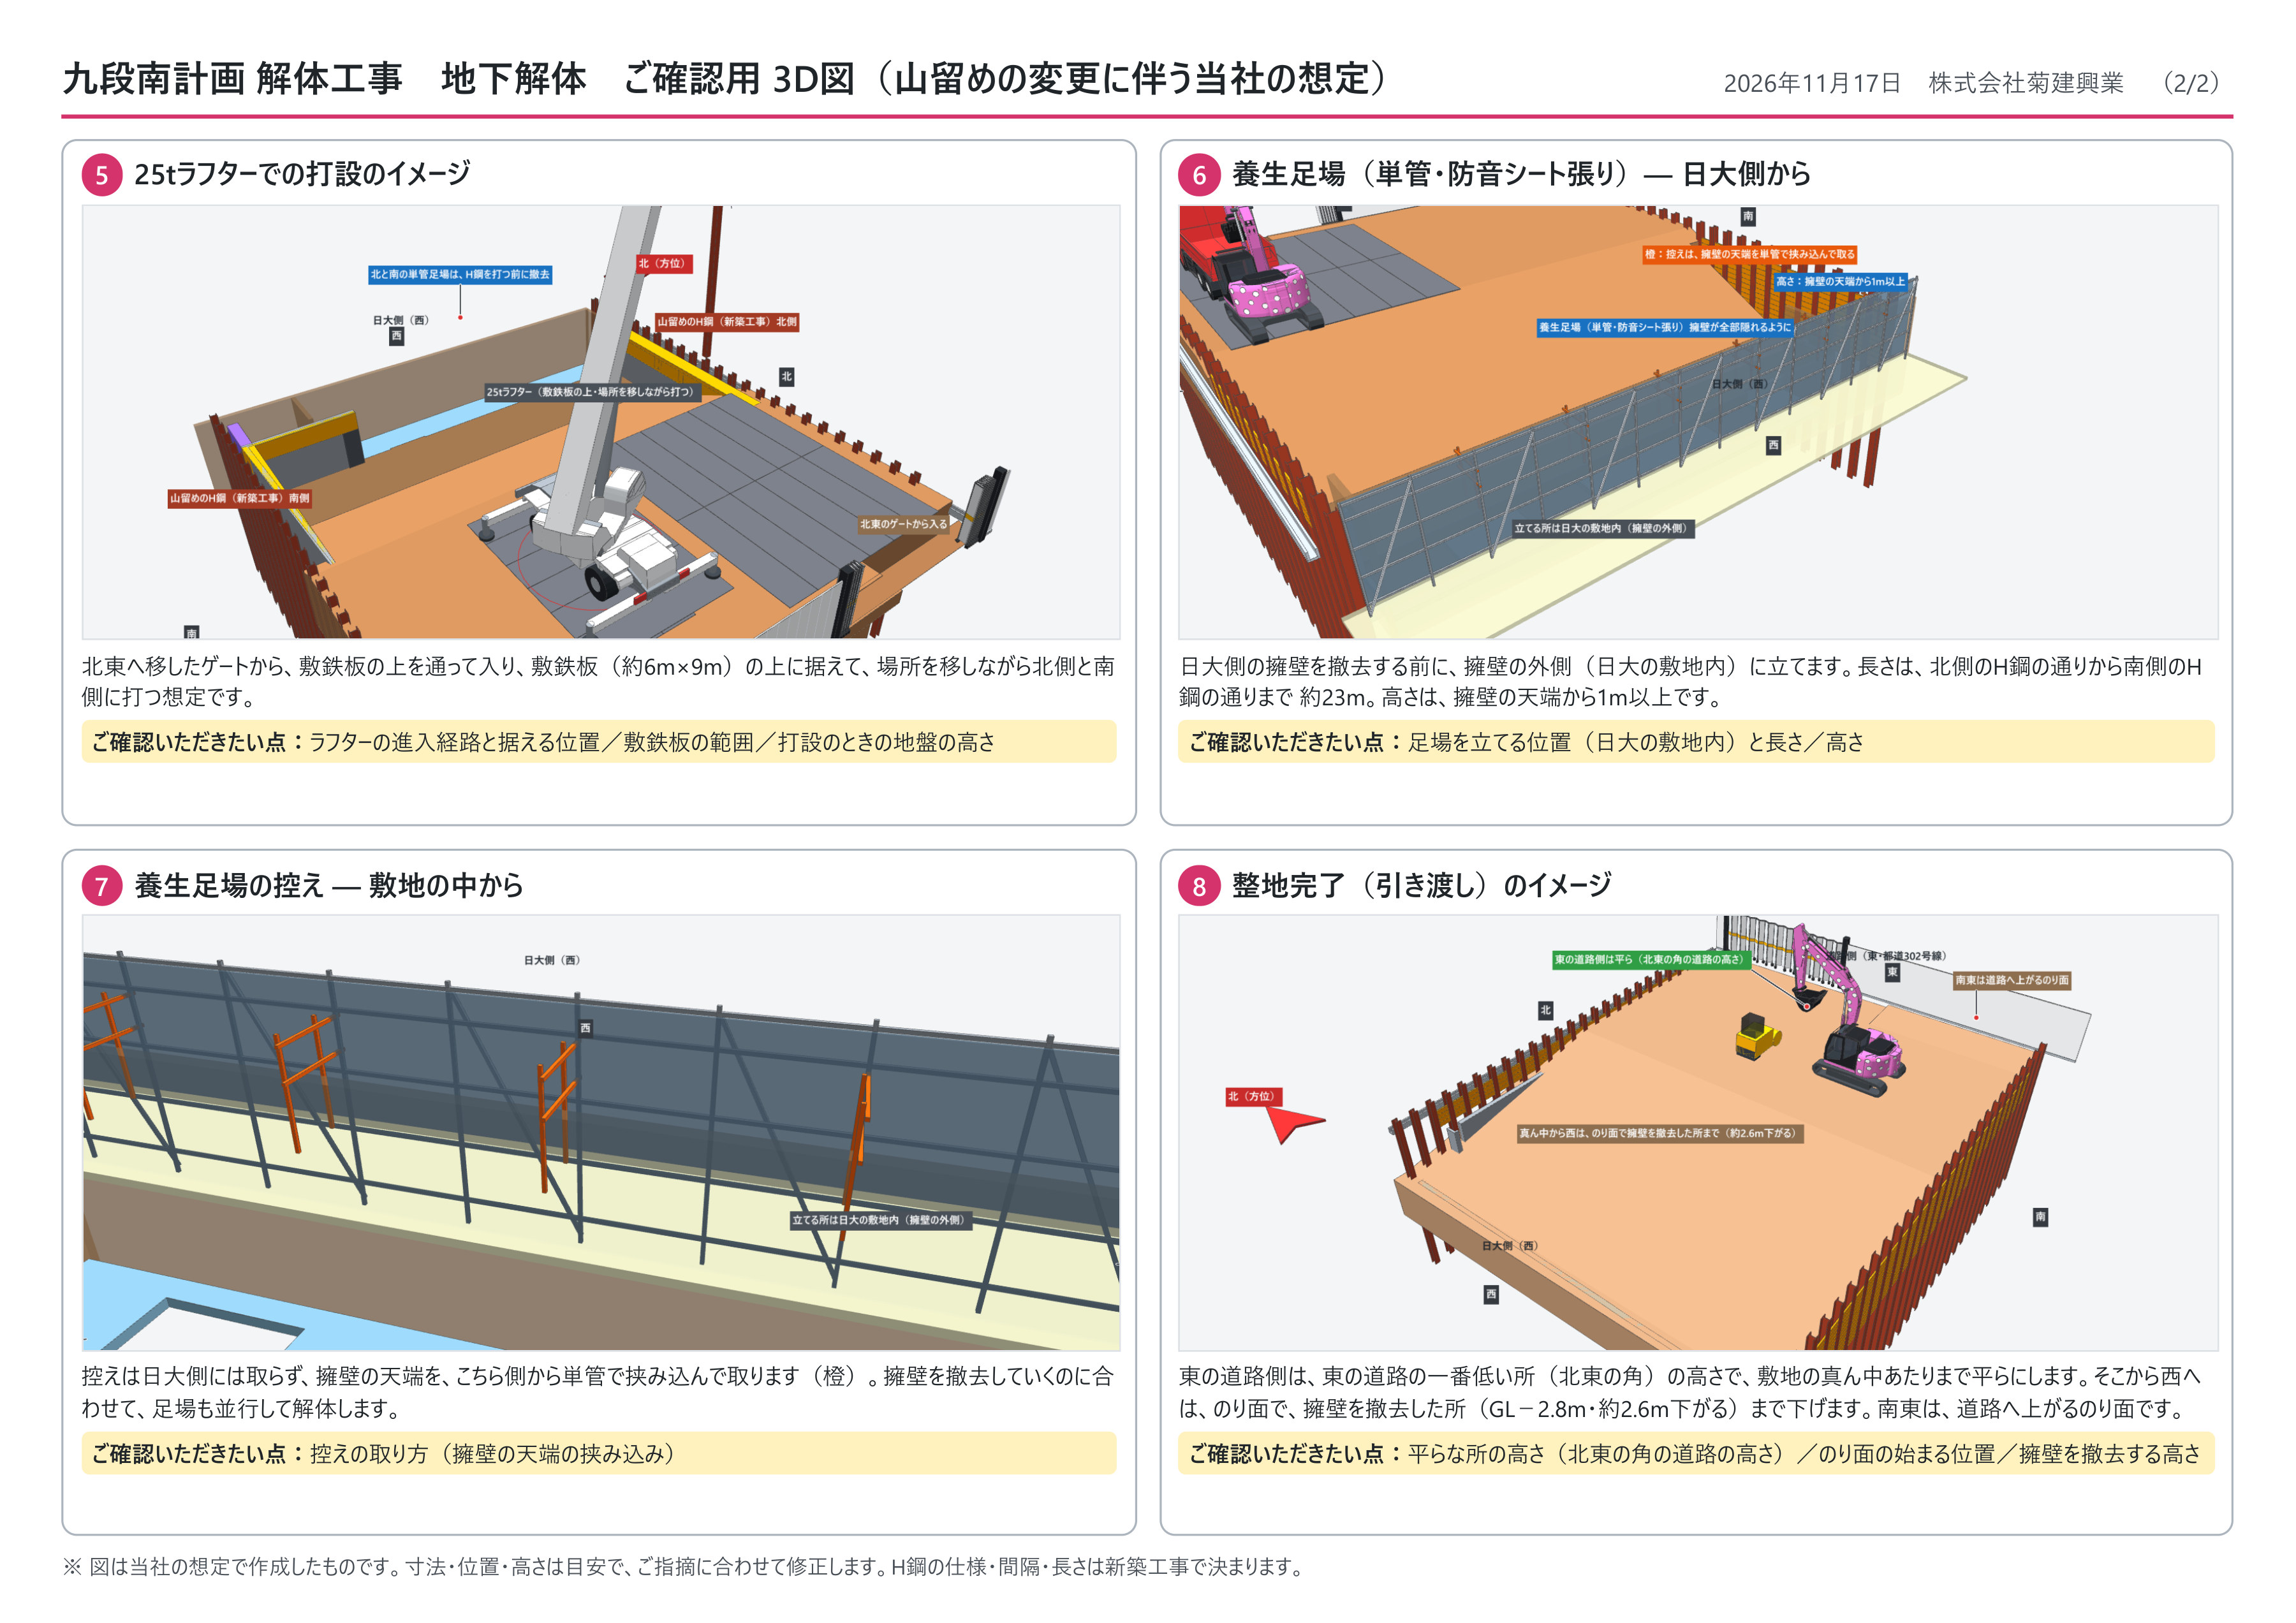 九段南計画 解体工事　地下解体　ご確認用 3D図（山留めの変更に伴う当社の想定）
2026年11月17日　株式会社菊建興業　（2/2）
5 25tラフターでの打設のイメージ
北（方位）
北と南の単管足場は、H鋼を打つ前に撤去
日大側（西）
西
山留めのH鋼（新築工事）北側
北
25tラフター（敷鉄板の上・場所を移しながら打つ）
山留めのH鋼（新築工事）南側
北東のゲートから入る
南
北東へ移したゲートから、敷鉄板の上を通って入り、敷鉄板（約6m×9m）の上に据えて、場所を移しながら北側と南
側に打つ想定です。
ご確認いただきたい点：ラフターの進入経路と据える位置／敷鉄板の範囲／打設のときの地盤の高さ
6 養生足場（単管・防音シート張り）— 日大側から
南
橙：控えは、擁壁の天端を単管で挟み込んで取る
高さ：擁壁の天端から1m以上
養生足場（単管・防音シート張り）擁壁が全部隠れるように
日大側（西）
西
立てる所は日大の敷地内（擁壁の外側）
日大側の擁壁を撤去する前に、擁壁の外側（日大の敷地内）に立てます。長さは、北側のH鋼の通りから南側のH
鋼の通りまで 約23m。高さは、擁壁の天端から1m以上です。
ご確認いただきたい点：足場を立てる位置（日大の敷地内）と長さ／高さ
7 養生足場の控え — 敷地の中から
日大側（西）
西
立てる所は日大の敷地内（擁壁の外側）
控えは日大側には取らず、擁壁の天端を、こちら側から単管で挟み込んで取ります（橙）。擁壁を撤去していくのに合
わせて、足場も並行して解体します。
ご確認いただきたい点：控えの取り方（擁壁の天端の挟み込み）
8 整地完了（引き渡し）のイメージ
東の道路側は平ら（北東の角の道路の高さ）
側（東・都道302号線）
東
南東は道路へ上がるのり面
北
北（方位）
真ん中から西は、のり面で擁壁を撤去した所まで（約2.6m下がる）
南
日大側（西）
西
東の道路側は、東の道路の一番低い所（北東の角）の高さで、敷地の真ん中あたりまで平らにします。そこから西へ
は、のり面で、擁壁を撤去した所（GL－2.8m・約2.6m下がる）まで下げます。南東は、道路へ上がるのり面です。
ご確認いただきたい点：平らな所の高さ（北東の角の道路の高さ）／のり面の始まる位置／擁壁を撤去する高さ
※ 図は当社の想定で作成したものです。寸法・位置・高さは目安で、ご指摘に合わせて修正します。H鋼の仕様・間隔・長さは新築工事で決まります。